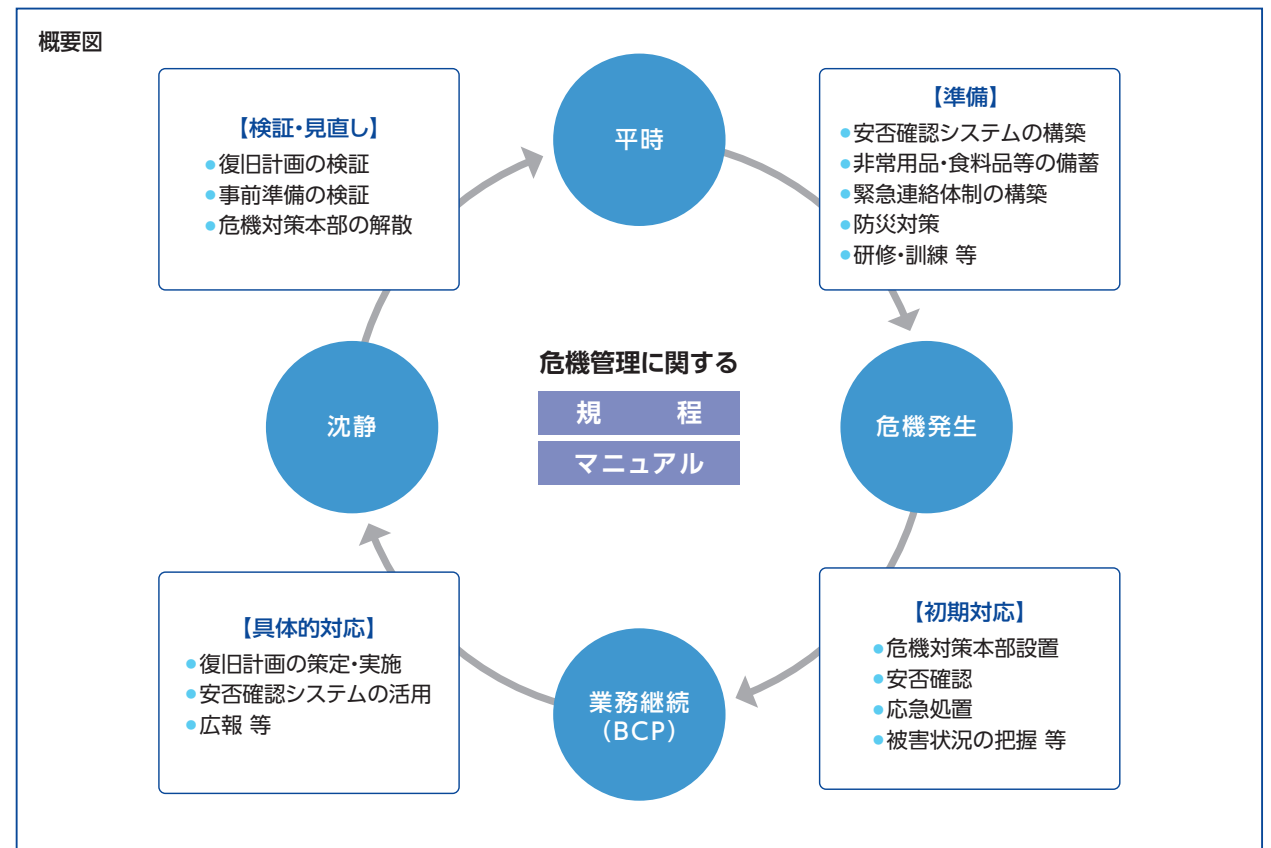 概要図
平時
【準備】
●安否確認システムの構築
●非常用品・食料品等の備蓄
●緊急連絡体制の構築
●防災対策
●研修・訓練 等
危機発生
【初期対応】
●危機対策本部設置
●安否確認
●応急処置
●被害状況の把握 等
業務継続
(BCP)
【具体的対応】
●復旧計画の策定・実施
●安否確認システムの活用
●広報 等
沈静
【検証・見直し】
●復旧計画の検証
●事前準備の検証
●危機対策本部の解散
危機管理に関する
規 程
マニュアル